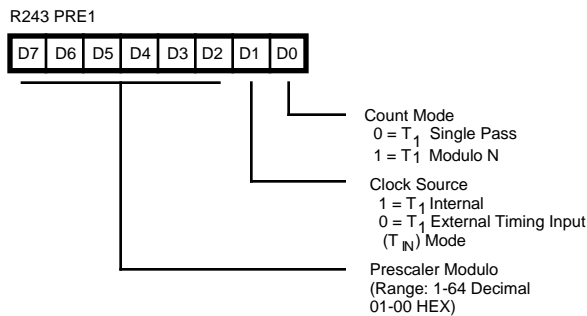 R243 PRE1
D7 D6 D5 D4 D3 D2 D1 D0
Count Mode
0 = T1 Single Pass
1 = T1 Modulo N
Clock Source
1 = T1 Internal
0 = T1 External Timing Input
(TIN) Mode
Prescaler Modulo
(Range: 1-64 Decimal
01-00 HEX)